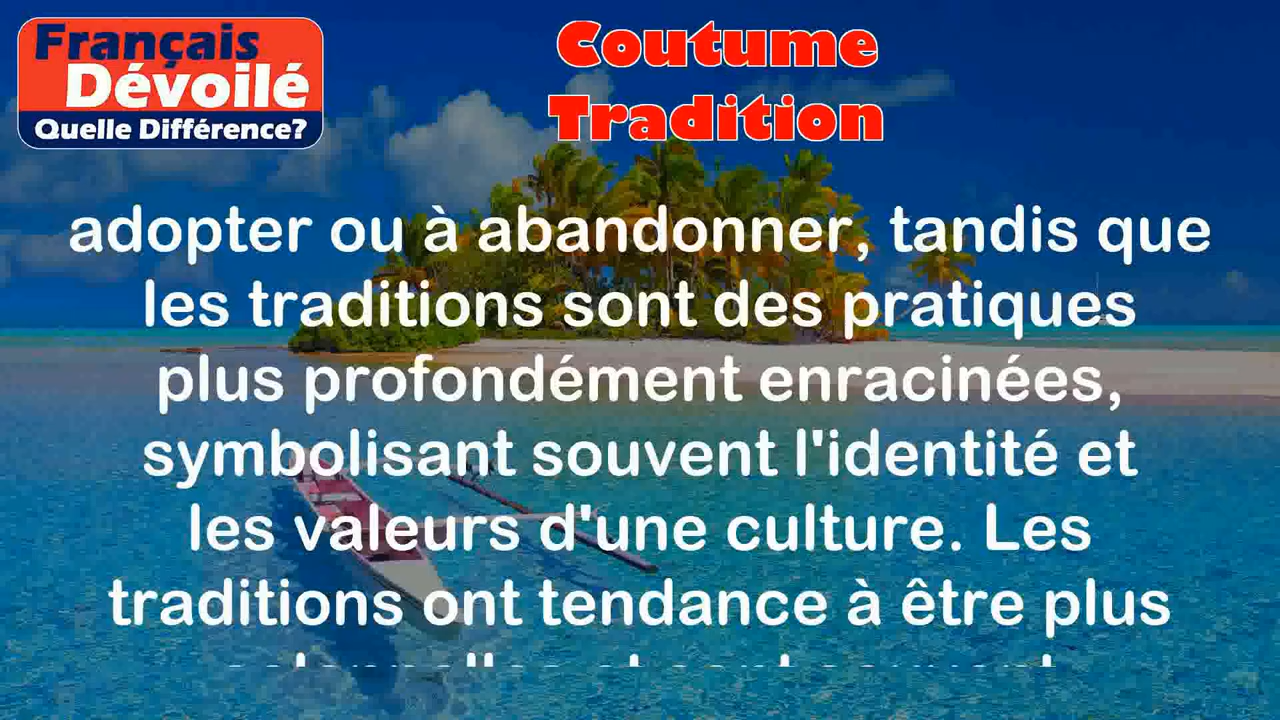 Français
Dévoilé
Quelle Différence?
Coutume
Tradition
adopter ou à abandonner, tandis que
les traditions sont des pratiques
plus profondément enracinées,
symbolisant souvent l'identité et
les valeurs d'une culture. Les
traditions ont tendance à être plus